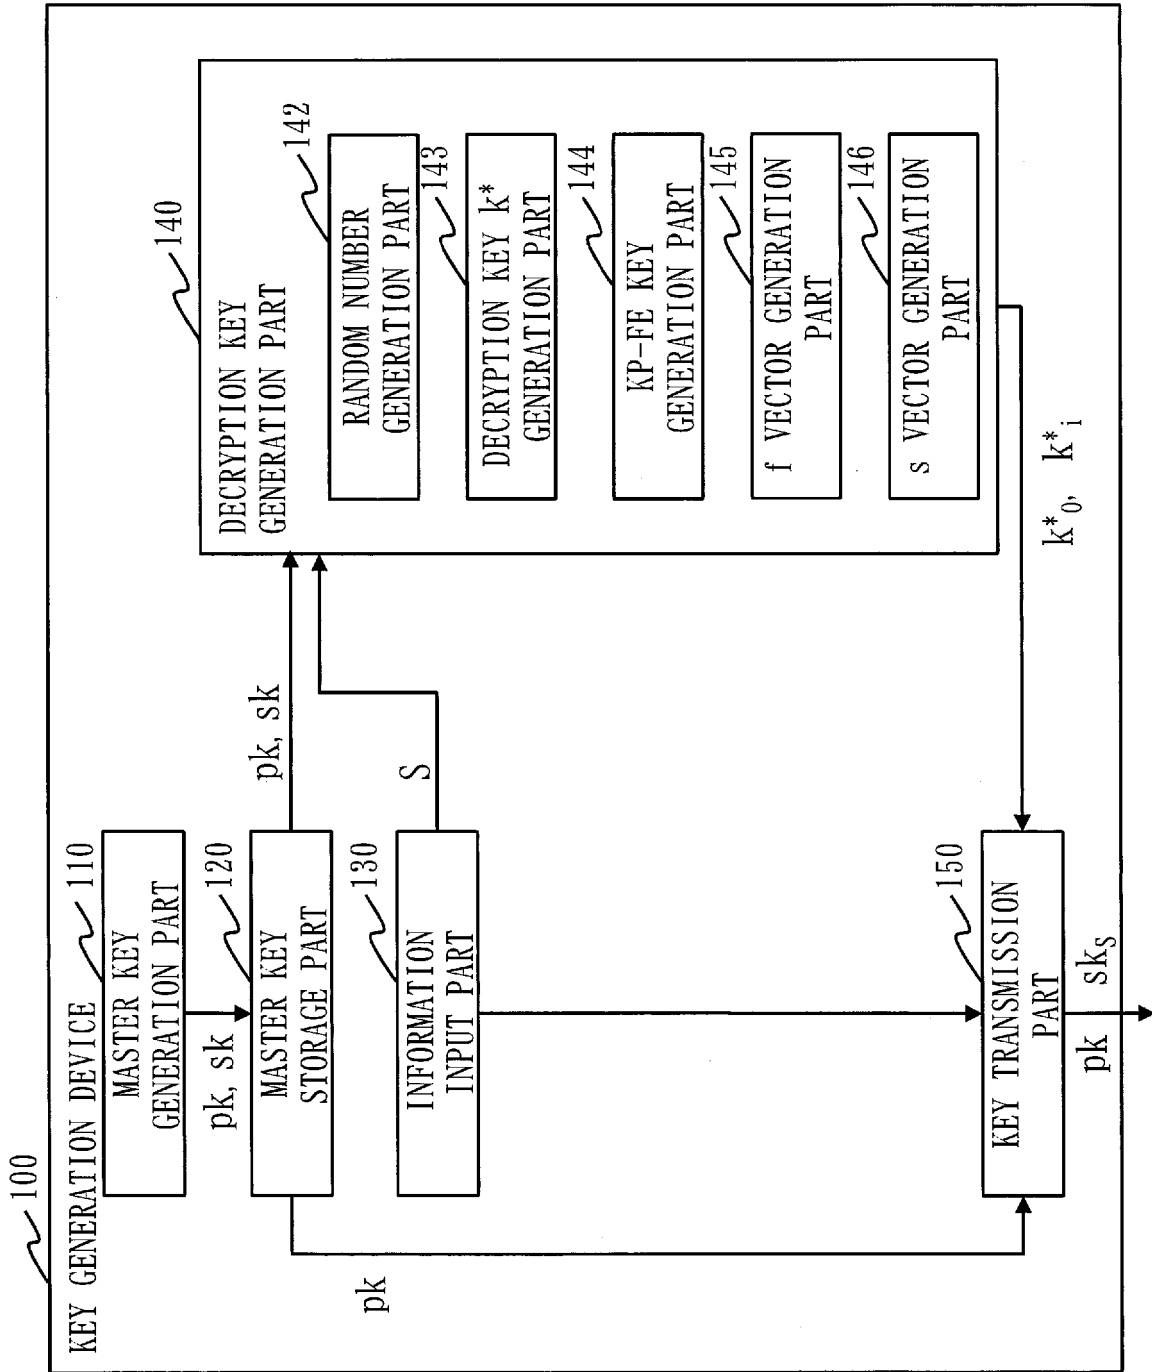 100
KEY GENERATION DEVICE
110
MASTER KEY
GENERATION PART
pk, sk
120
MASTER KEY
STORAGE PART
pk, sk
pk
130
INFORMATION
INPUT PART
S
140
DECRYPTION KEY
GENERATION PART
142
RANDOM NUMBER
GENERATION PART
143
DECRYPTION KEY k*
GENERATION PART
144
KP-FE KEY
GENERATION PART
145
f VECTOR GENERATION
PART
146
s VECTOR GENERATION
PART
k*0, k*i
150
KEY TRANSMISSION
PART
pk skS